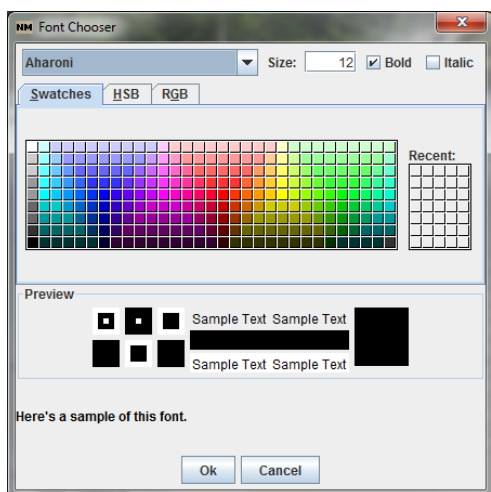 NM Font Chooser
Aharoni Size: 12 Bold Italic
Swatches HSB RGB
Recent:
Preview
Sample Text Sample Text
Sample Text Sample Text
Here's a sample of this font.
Ok Cancel